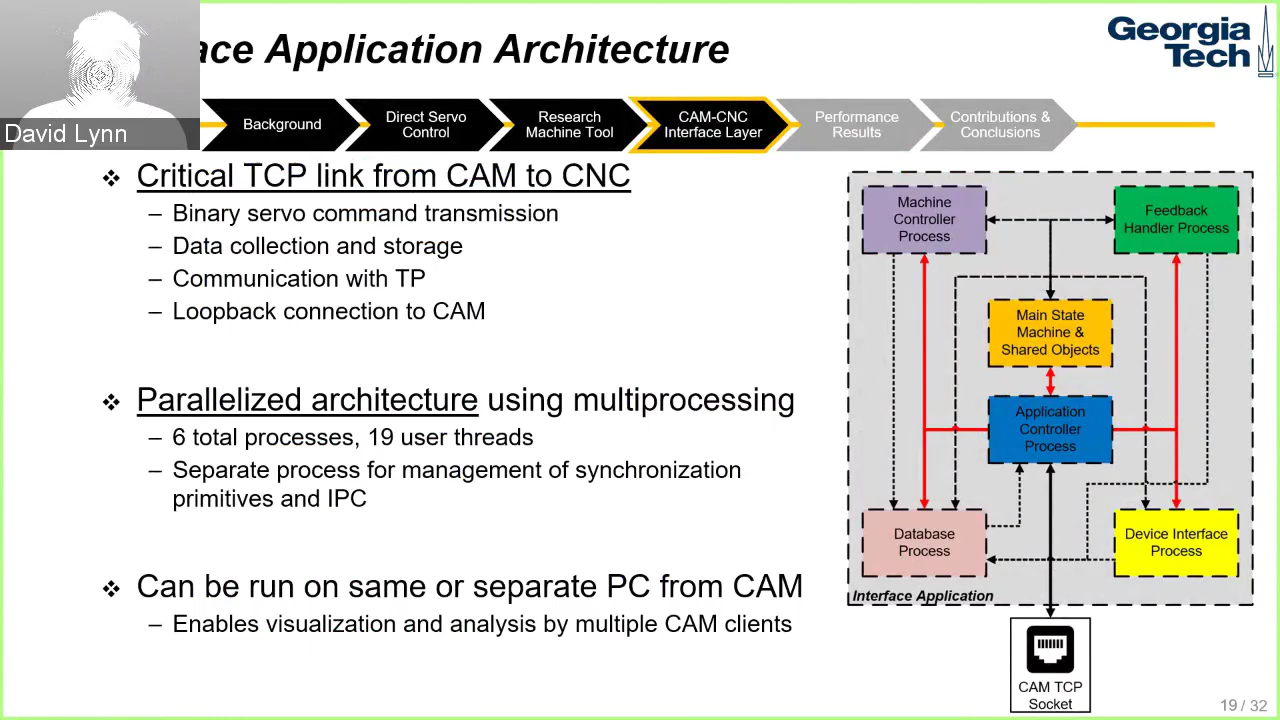 ace Application Architecture
Georgia
Tech
David Lynn
Background
Direct Servo
Control
Research
Machine Tool
CAM-CNC
Interface Layer
Performance
Results
Contributions &
Conclusions
❖ Critical TCP link from CAM to CNC
– Binary servo command transmission
– Data collection and storage
– Communication with TP
– Loopback connection to CAM
❖ Parallelized architecture using multiprocessing
– 6 total processes, 19 user threads
– Separate process for management of synchronization
primitives and IPC
❖ Can be run on same or separate PC from CAM
– Enables visualization and analysis by multiple CAM clients
Machine
Controller
Process
Feedback
Handler Process
Main State
Machine &
Shared Objects
Application
Controller
Process
Database
Process
Device Interface
Process
Interface Application
CAM TCP
Socket
19 / 32